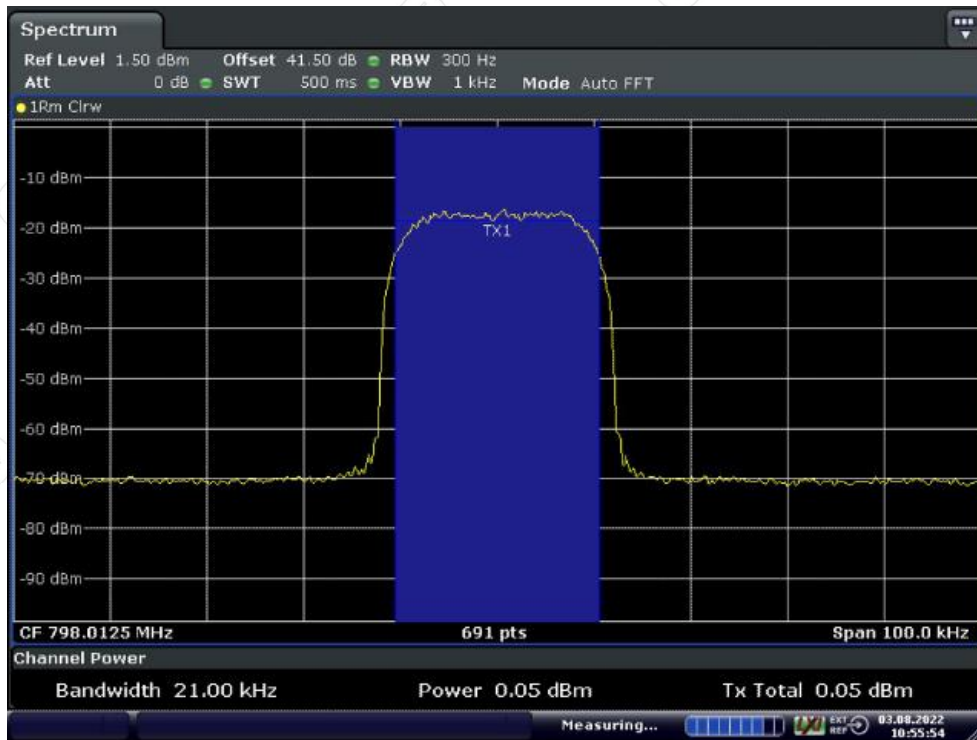 Spectrum
Ref Level 1.50 dBm Offset 41.50 dB RBW 300 Hz
Att 0 dB SWT 500 ms VBW 1 kHz Mode Auto FFT
1Rm Clrw
-10 dBm
-20 dBm
TX1
-30 dBm
-40 dBm
-50 dBm
-60 dBm
-70 dBm
-80 dBm
-90 dBm
CF 798.0125 MHz 691 pts Span 100.0 kHz
Channel Power
Bandwidth 21.00 kHz Power 0.05 dBm Tx Total 0.05 dBm
Measuring... EXT REF 03.08.2022
10:55:54